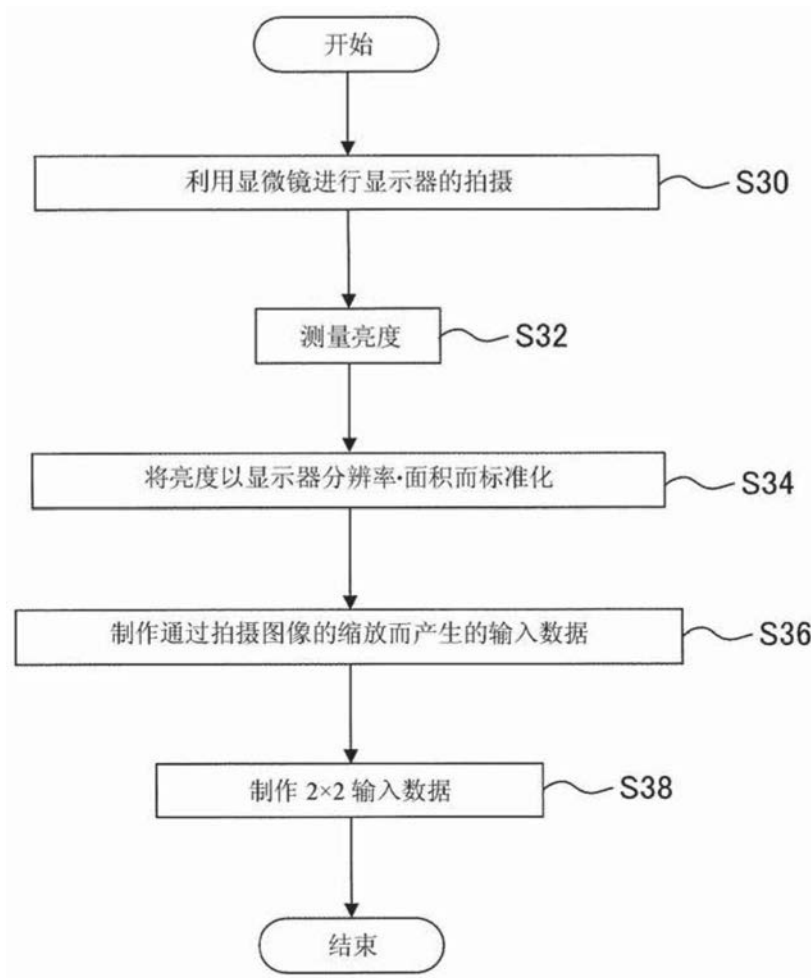 开始
利用显微镜进行显示器的拍摄
S30
测量亮度
S32
将亮度以显示器分辨率·面积而标准化
S34
制作通过拍摄图像的缩放而产生的输入数据
S36
制作 2×2 输入数据
S38
结束